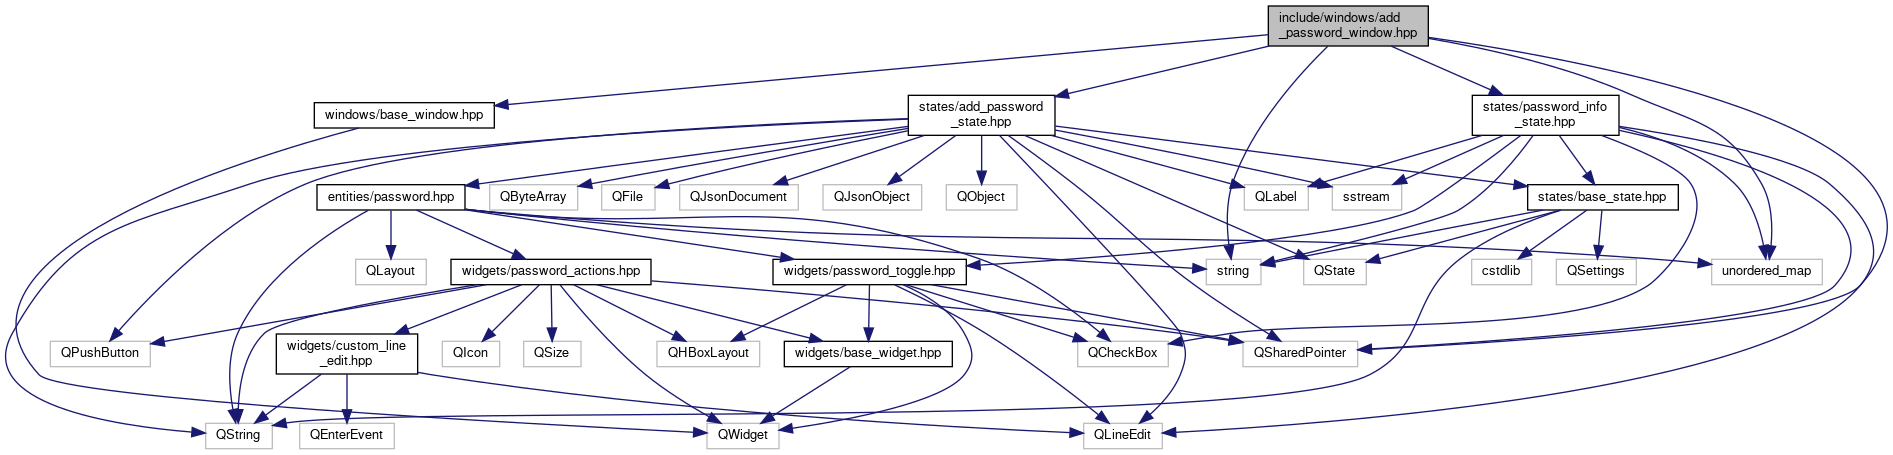 include/windows/add
_password_window.hpp
windows/base_window.hpp
states/add_password
_state.hpp
states/password_info
_state.hpp
entities/password.hpp
QByteArray
QFile
QJsonDocument
QJsonObject
QObject
QLabel
sstream
states/base_state.hpp
QLayout
widgets/password_actions.hpp
widgets/password_toggle.hpp
string
QState
cstdlib
QSettings
unordered_map
QPushButton
widgets/custom_line
_edit.hpp
QIcon
QSize
QHBoxLayout
widgets/base_widget.hpp
QCheckBox
QSharedPointer
QString
QEnterEvent
QWidget
QLineEdit